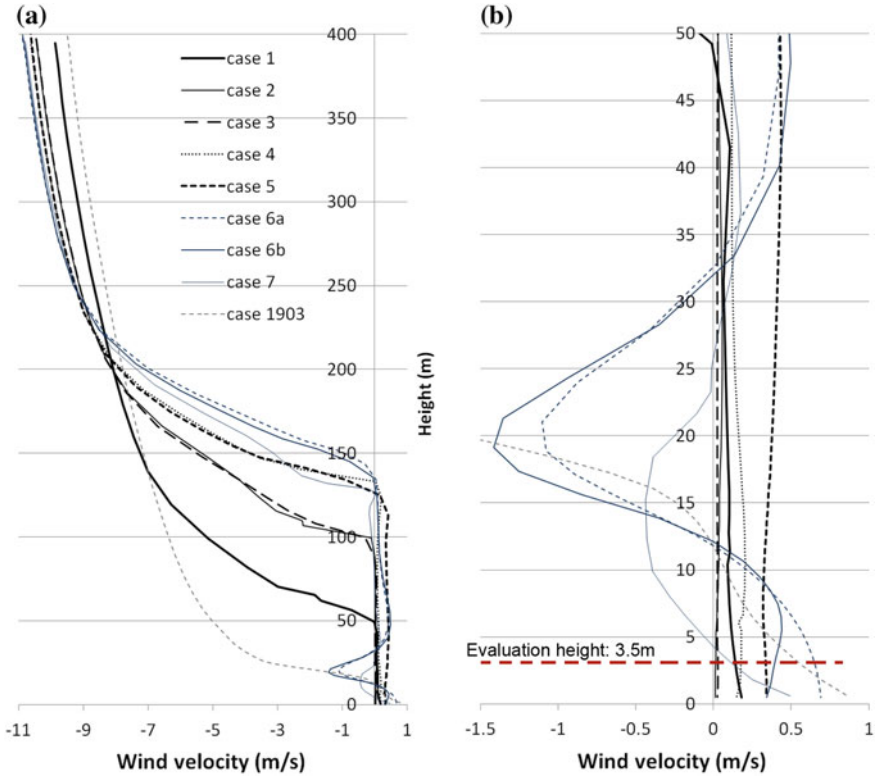 (a)
400
350
300
250
200
150
100
50
0
Height (m)
case 1
case 2
case 3
case 4
case 5
case 6a
case 6b
case 7
case 1903
-11 -9 -7 -5 -3 -1 1
Wind velocity (m/s)
(b)
50
45
40
35
30
25
20
15
10
5
0
Evaluation height: 3.5m
-1.5 -1 -0.5 0 0.5 1
Wind velocity (m/s)